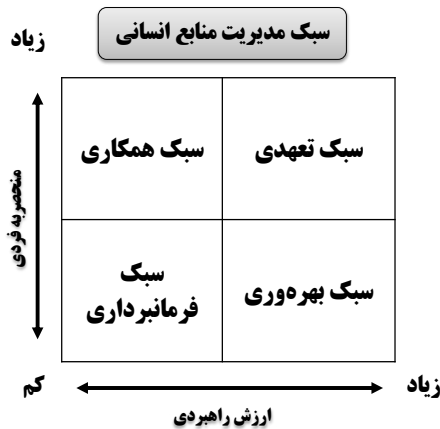 سبک مدیریت منابع انسانی
زیاد
سبک تعهدی
سبک همکاری
منحصربه فردی
سبک بهره‌وری
سبک
فرمانبرداری
زیاد
کم
ارزش راهبردی